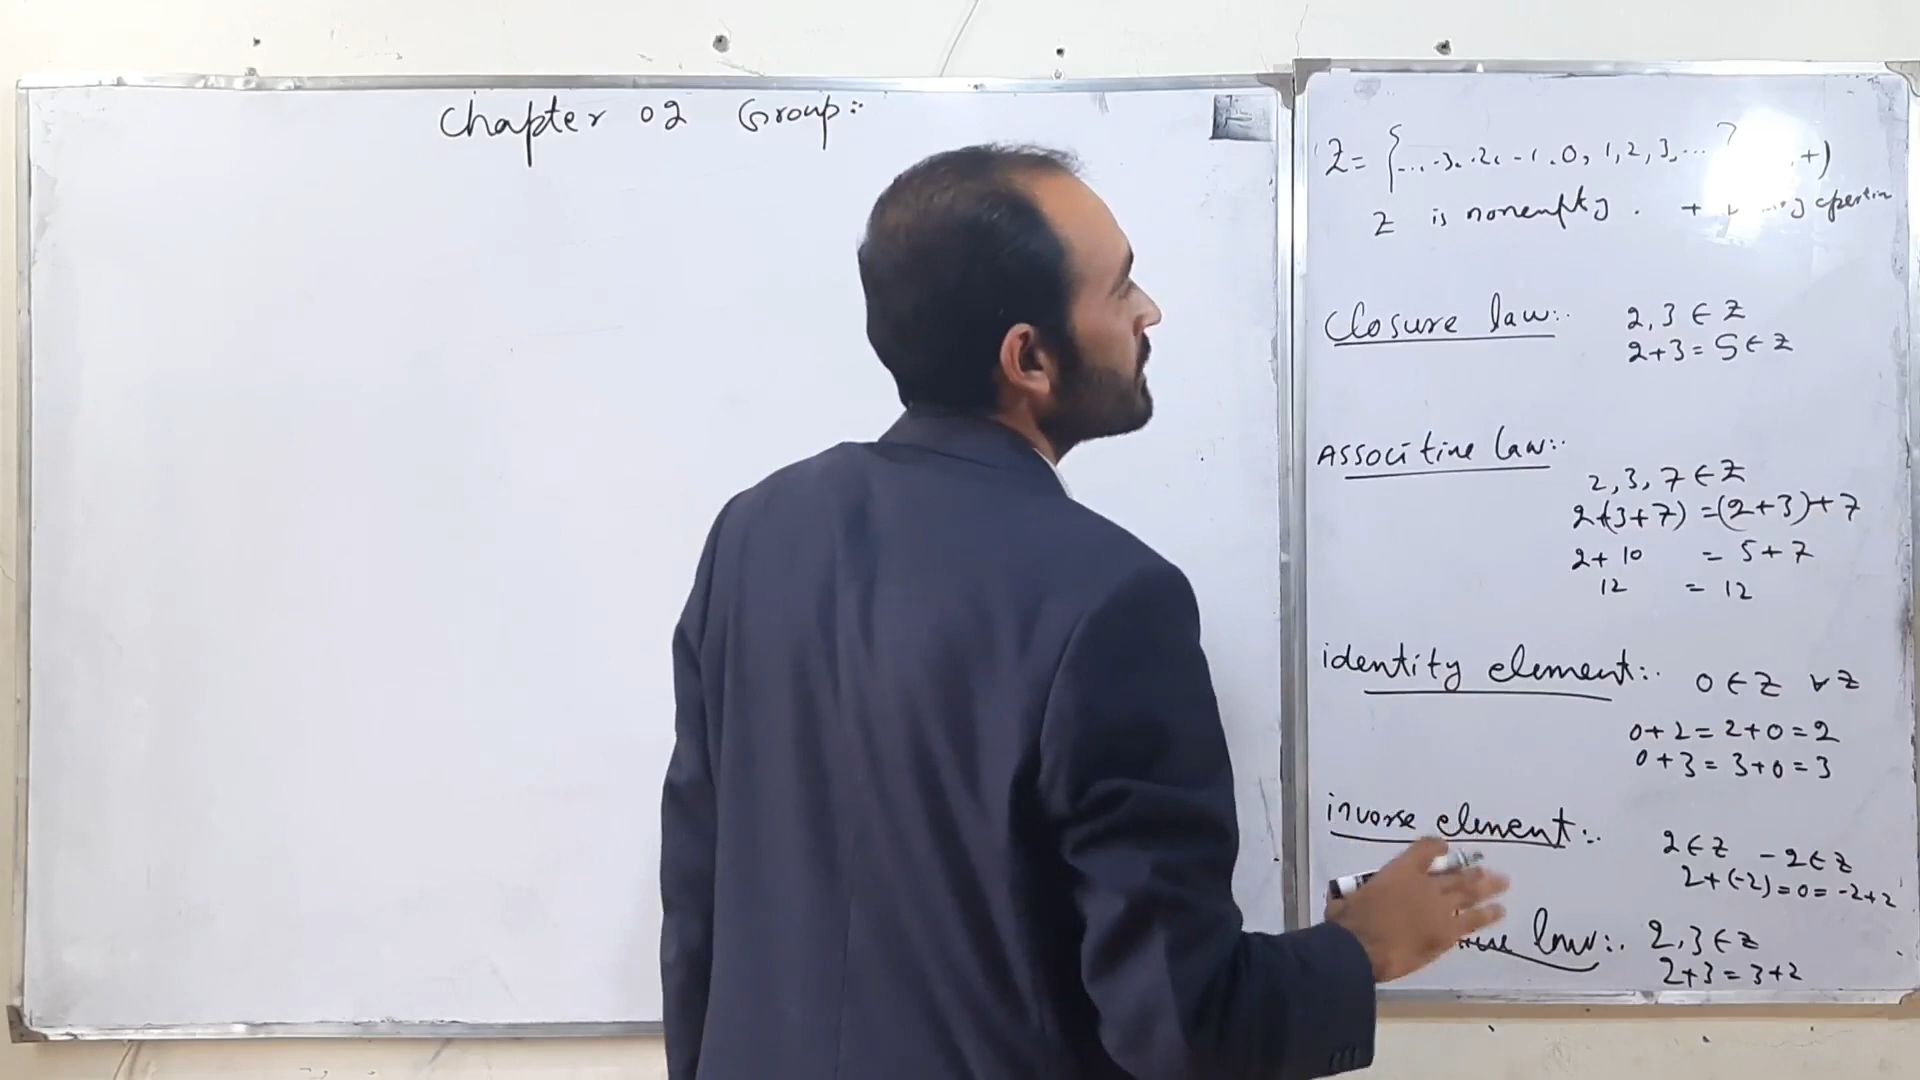 Chapter 02 Group:
Z = {... -3, -2, -1, 0, 1, 2, 3, ... +)
Z is nonempty . +
Closure law:.
2, 3 ∈ Z
2+3 = 5 ∈ Z
Associtive law:.
2, 3, 7 ∈ Z
2+(3+7) = (2+3)+7
2+10 = 5+7
12 = 12
identity element:.
0 ∈ Z ∀ Z
0+2 = 2+0 = 2
0+3 = 3+0 = 3
inverse element:.
2 ∈ Z -2 ∈ Z
2+(-2) = 0 = -2+2
law:. 2, 3 ∈ Z
2+3 = 3+2